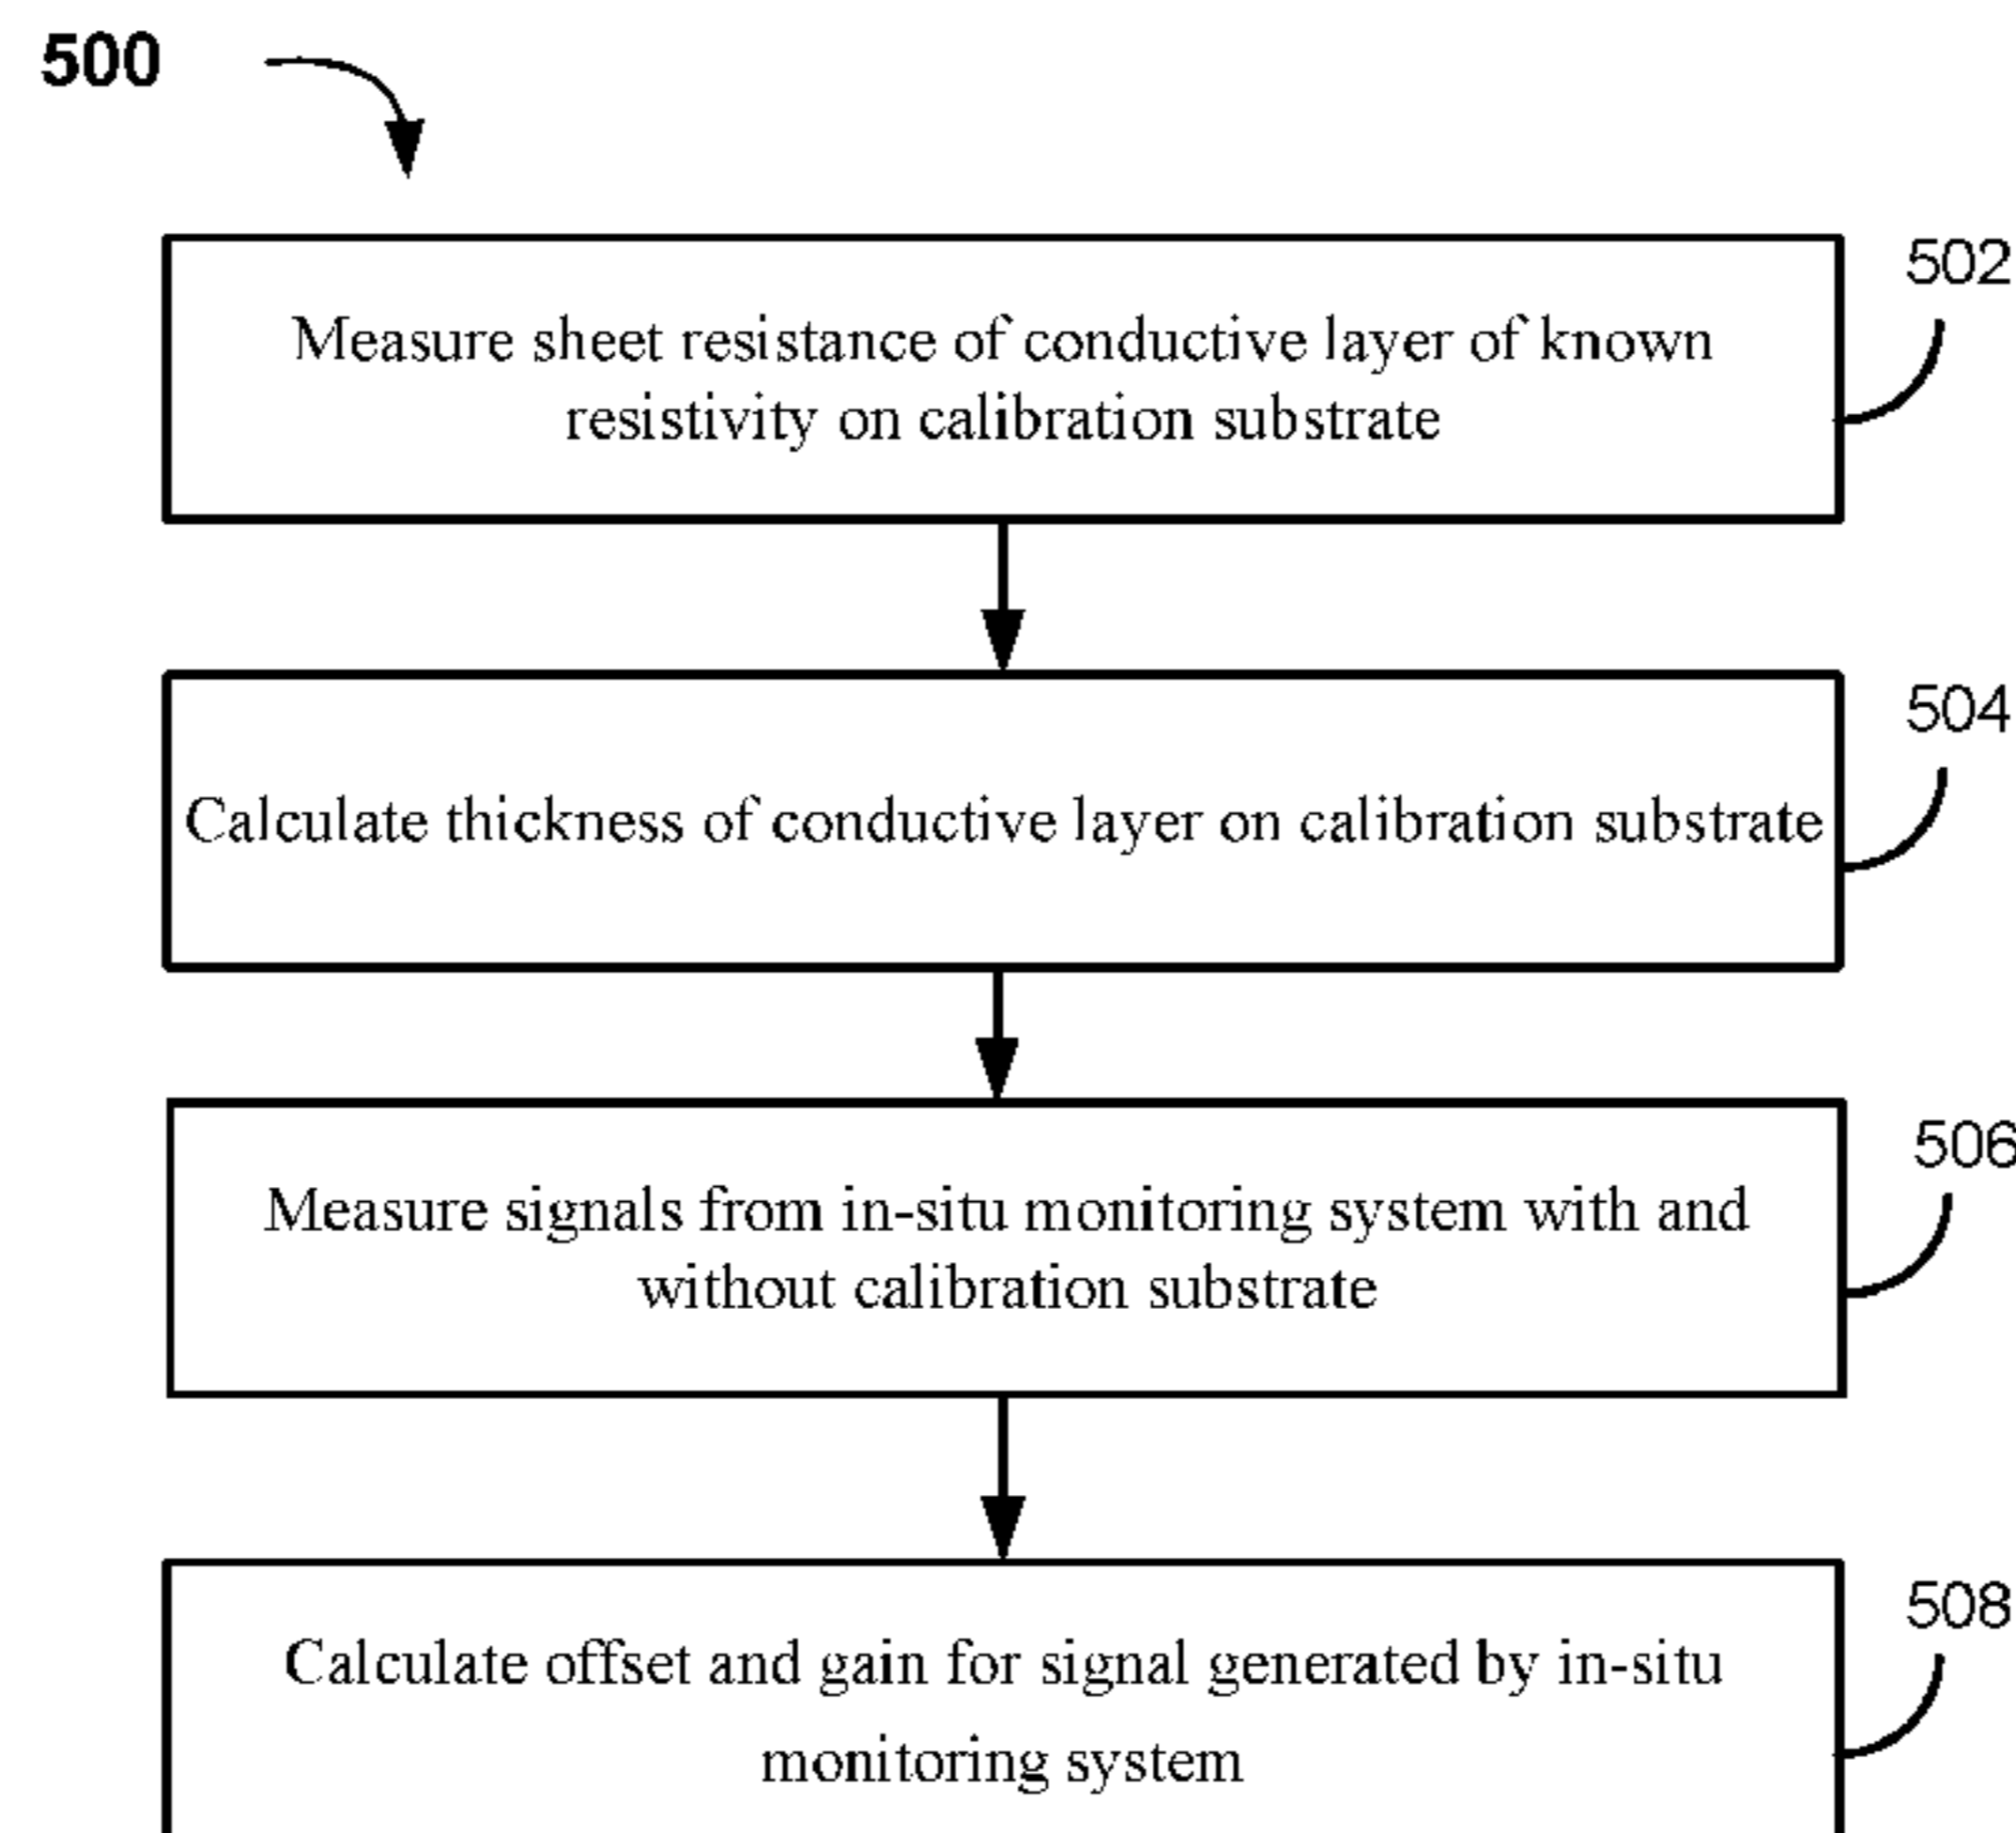 500
502
Measure sheet resistance of conductive layer of known
resistivity on calibration substrate
504
Calculate thickness of conductive layer on calibration substrate
506
Measure signals from in-situ monitoring system with and
without calibration substrate
508
Calculate offset and gain for signal generated by in-situ
monitoring system